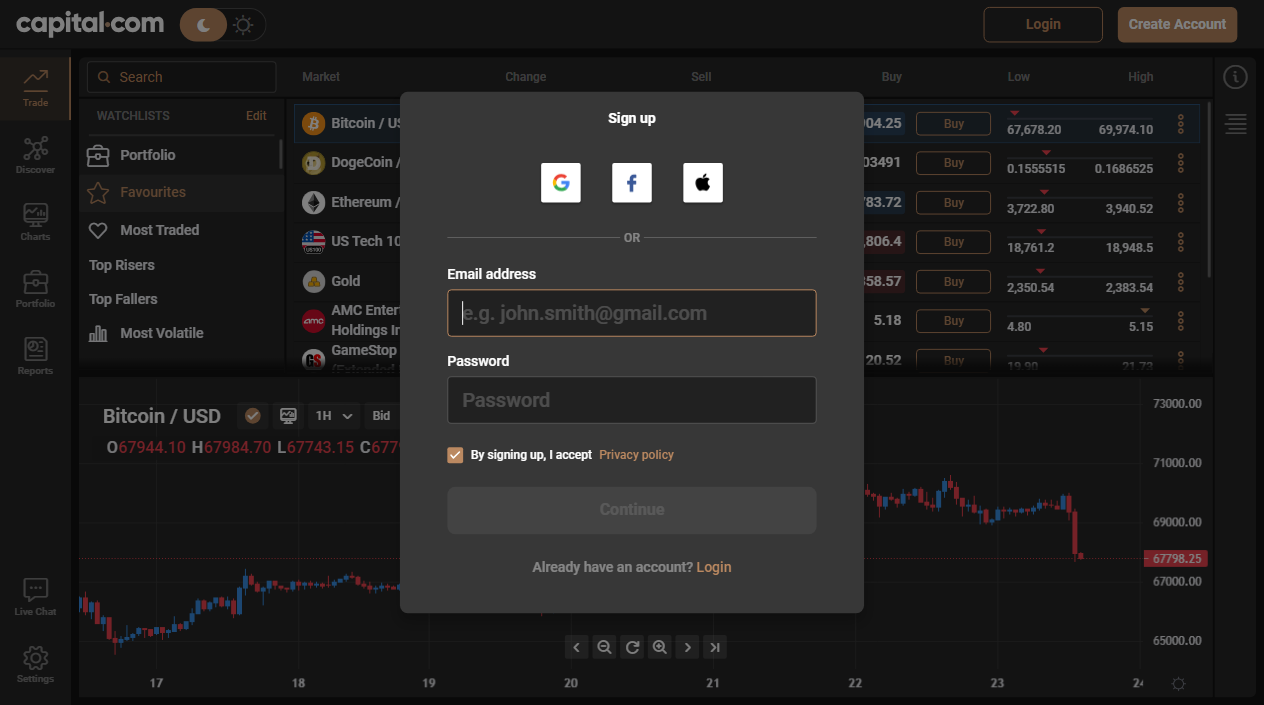 capital.com
Login
Create Account
Trade
Discover
Charts
Portfolio
Reports
Live Chat
Settings
Search
WATCHLISTS Edit
Portfolio
Favourites
Most Traded
Top Risers
Top Fallers
Most Volatile
Market Change Sell Buy Low High
Bitcoin / US 904.25 Buy 67,678.20 69,974.10
DogeCoin / 03491 Buy 0.1555515 0.1686525
Ethereum / 783.72 Buy 3,722.80 3,940.52
US Tech 10 ,806.4 Buy 18,761.2 18,948.5
Gold 358.57 Buy 2,350.54 2,383.54
AMC Enter
Holdings In 5.18 Buy 4.80 5.15
GameStop 20.52 Buy 19.90 21.73
(Extended
Sign up
OR
Email address
e.g. john.smith@gmail.com
Password
Password
By signing up, I accept Privacy policy
Continue
Already have an account? Login
Bitcoin / USD 1H Bid
O67944.10 H67984.70 L67743.15 C677
73000.00
71000.00
69000.00
67798.25
67000.00
65000.00
17 18 19 20 21 22 23 24